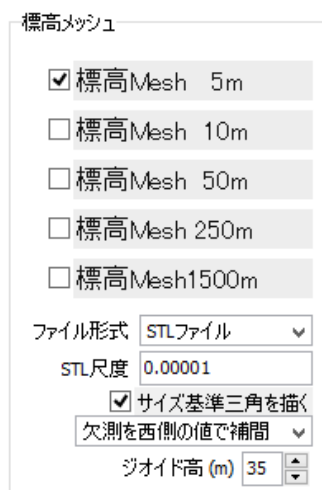 標高メッシュ
標高Mesh 5m
標高Mesh 10m
標高Mesh 50m
標高Mesh 250m
標高Mesh1500m
ファイル形式 STLファイル
STL尺度 0.00001
サイズ基準三角を描く
欠測を西側の値で補間
ジオイド高 (m) 35